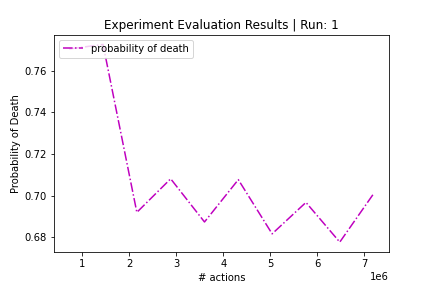 Experiment Evaluation Results | Run: 1
probability of death
Probability of Death
0.76
0.74
0.72
0.70
0.68
1 2 3 4 5 6 7
1e6
# actions